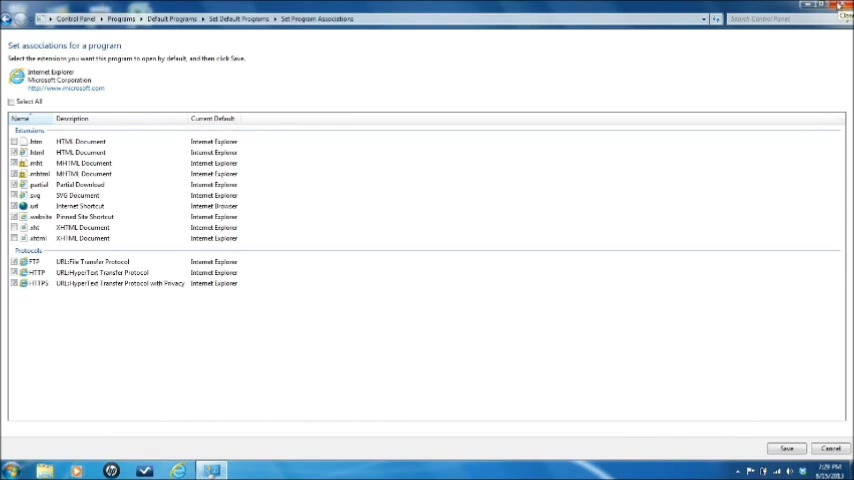 Control Panel ▸ Programs ▸ Default Programs ▸ Set Default Programs ▸ Set Program Associations
Search Control Panel
Set associations for a program
Select the extensions you want this program to open by default, and then click Save.
Internet Explorer
Microsoft Corporation
http://www.microsoft.com
Select All
Name Description Current Default
Extensions
.htm HTML Document Internet Explorer
.html HTML Document Internet Explorer
.mht MHTML Document Internet Explorer
.mhtml MHTML Document Internet Explorer
.partial Partial Download Internet Explorer
.svg SVG Document Internet Explorer
.url Internet Shortcut Internet Browser
.website Pinned Site Shortcut Internet Explorer
.xht XHTML Document Internet Explorer
.xhtml XHTML Document Internet Explorer
Protocols
FTP URL:File Transfer Protocol Internet Explorer
HTTP URL:HyperText Transfer Protocol Internet Explorer
HTTPS URL:HyperText Transfer Protocol with Privacy Internet Explorer
Save Cancel
hp
7:29 PM
8/15/2013